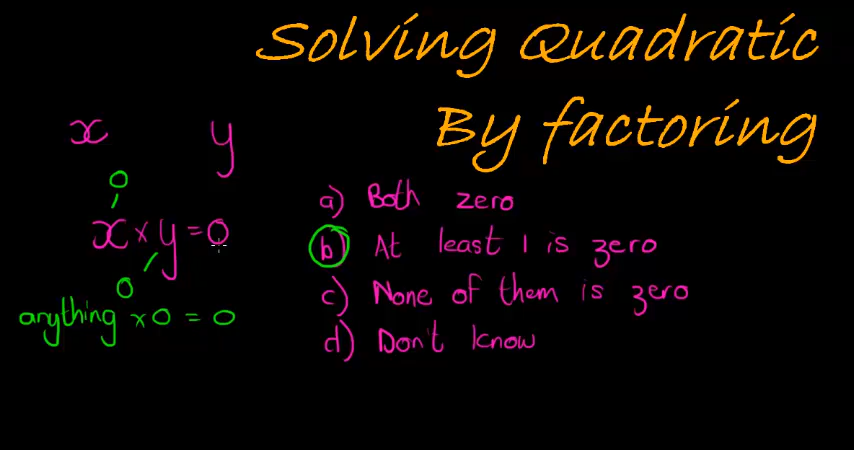 Solving Quadratic
By factoring
x y
0
x × y = 0
0
anything × 0 = 0
a) Both zero
b) At least 1 is zero
c) None of them is zero
d) Don't know